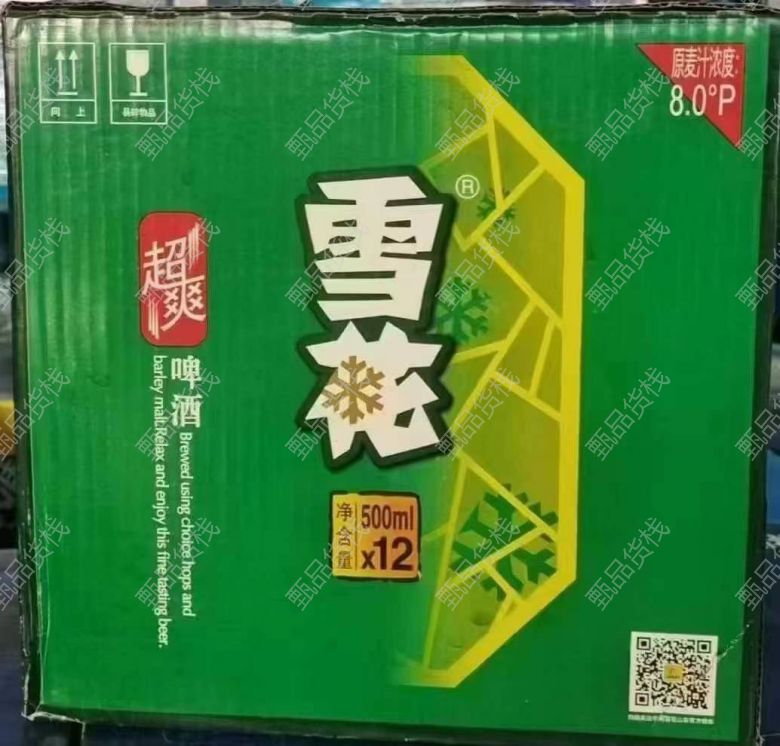 向 上
易碎物品
原麦汁浓度:
8.0°P
雪花
®
超爽
啤酒
Brewed using choice hops and
barley malt.Relax and enjoy this fine tasting beer.
净含量
500ml
x12
甄品货栈